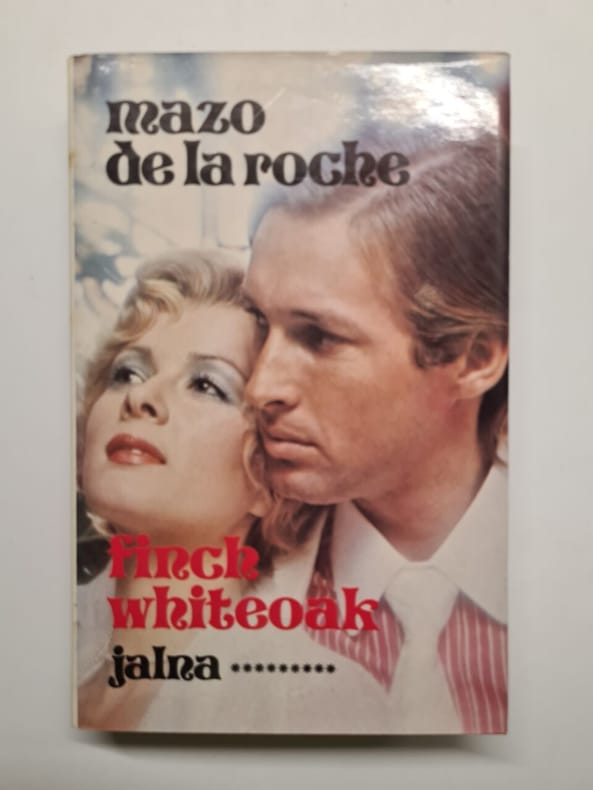 mazo
de la roche
finch
whiteoak
jalna *********